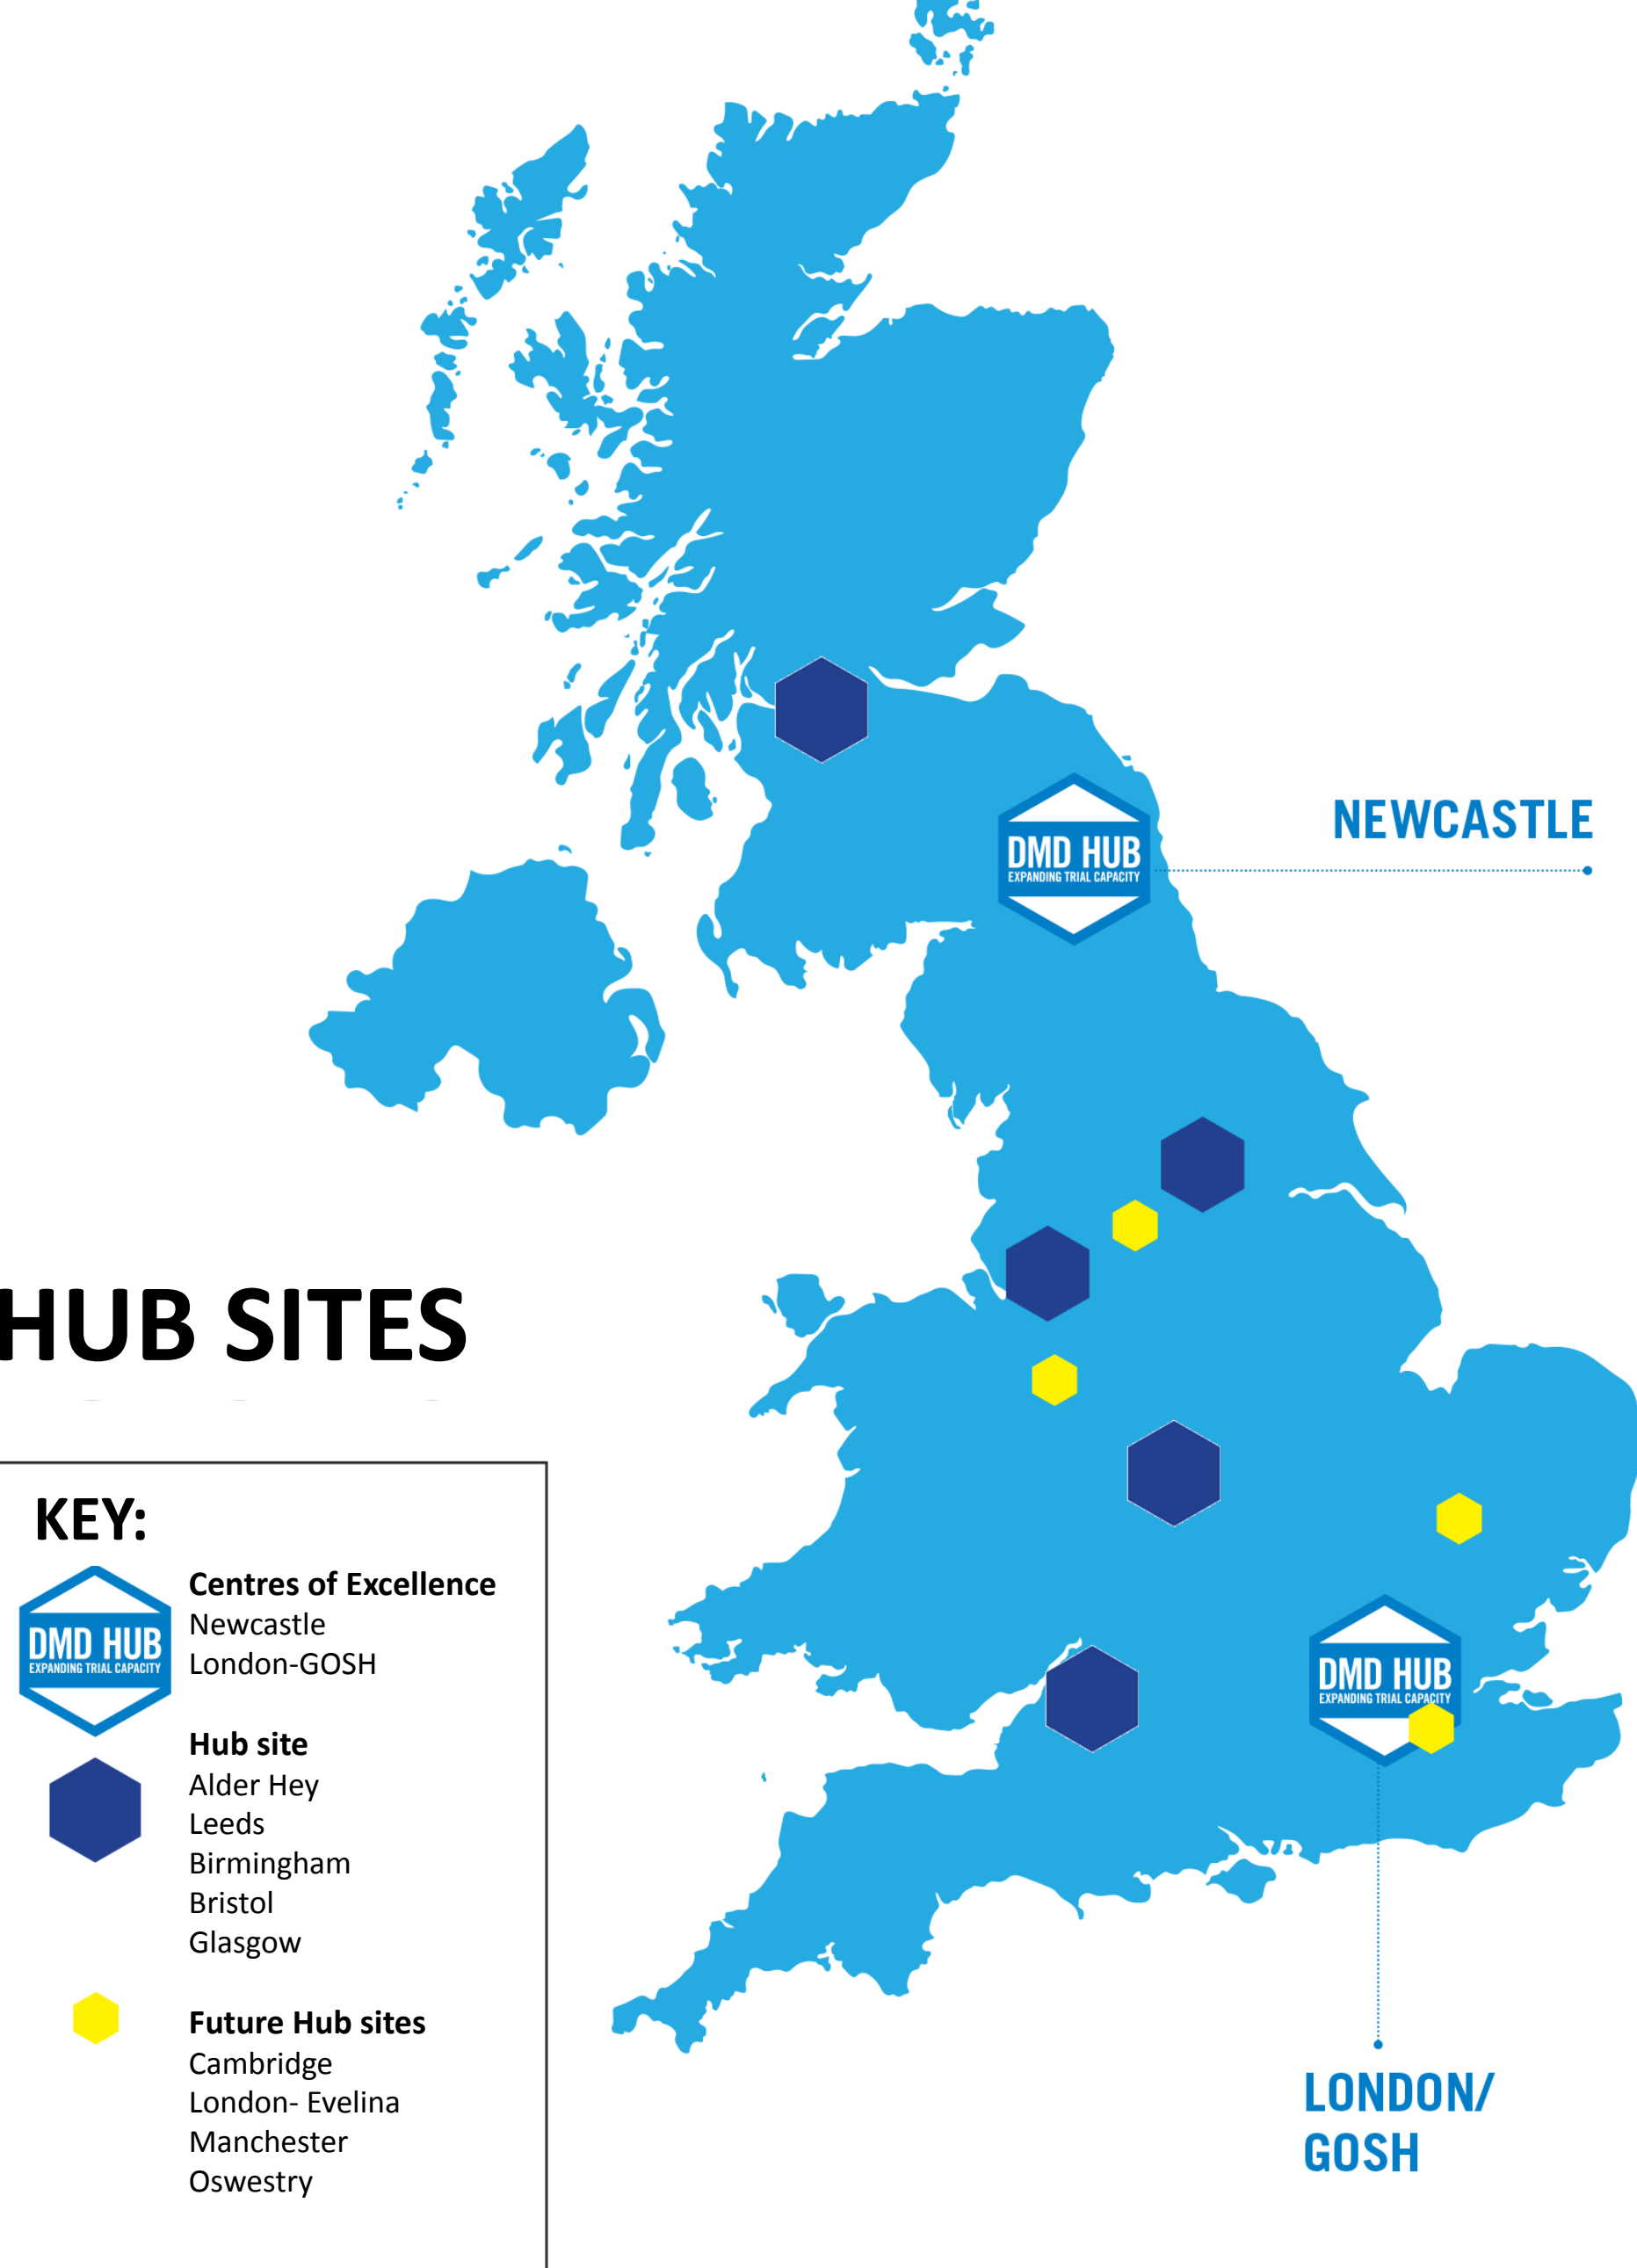 NEWCASTLE
DMD HUB
EXPANDING TRIAL CAPACITY
HUB SITES
KEY:
DMD HUB
EXPANDING TRIAL CAPACITY
Centres of Excellence
Newcastle
London-GOSH
Hub site
Alder Hey
Leeds
Birmingham
Bristol
Glasgow
Future Hub sites
Cambridge
London- Evelina
Manchester
Oswestry
DMD HUB
EXPANDING TRIAL CAPACITY
LONDON/
GOSH